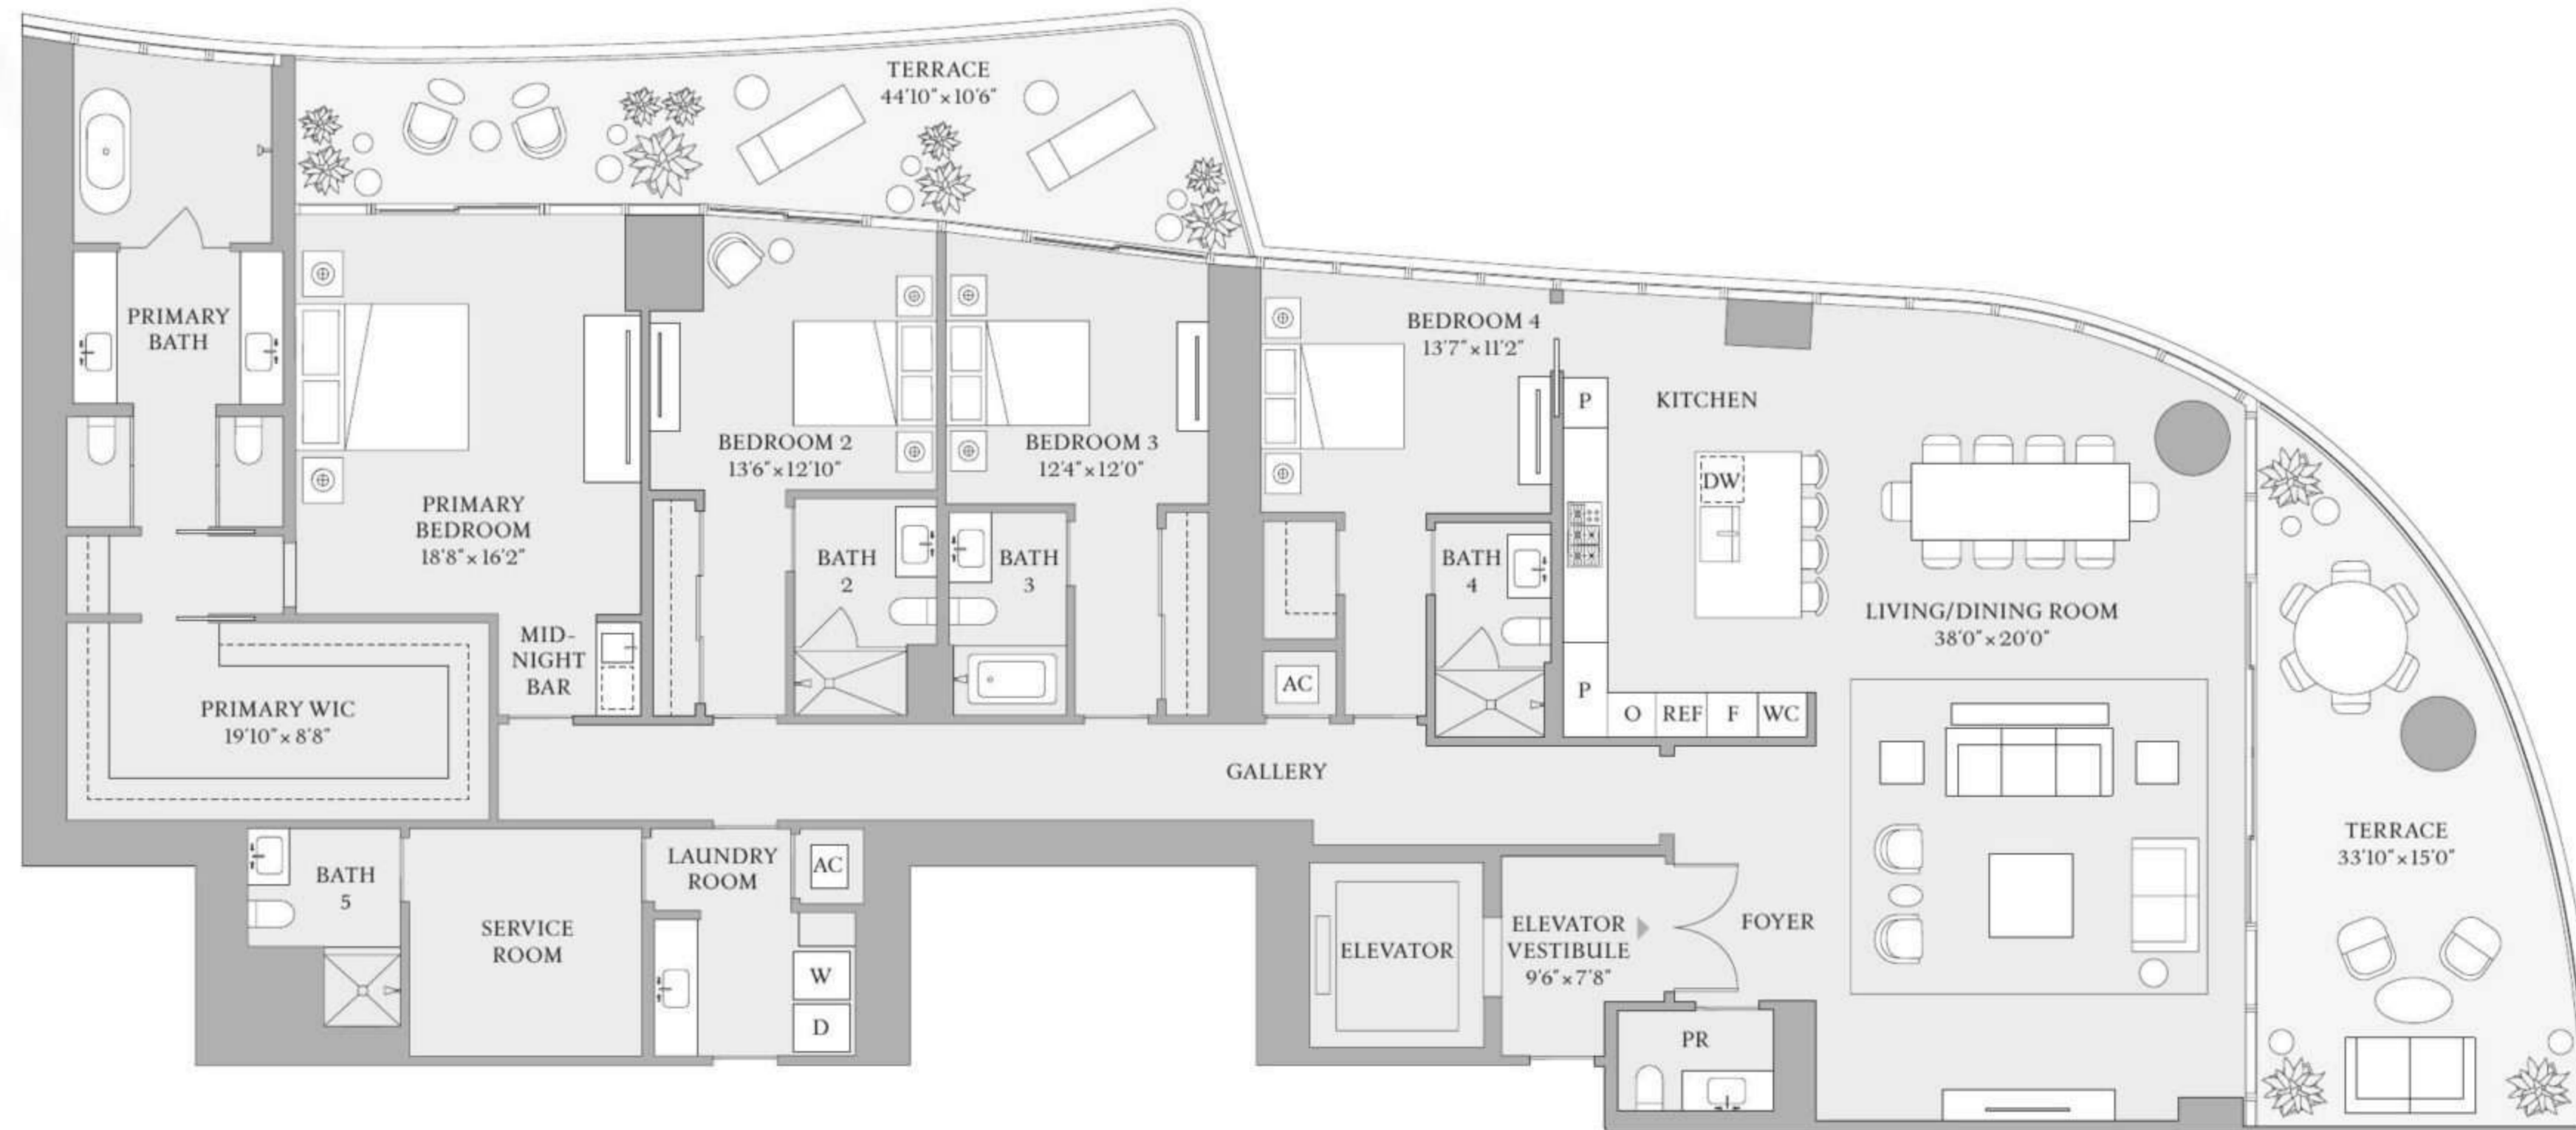 TERRACE
44'10"×10'6"
PRIMARY
BATH
BEDROOM 4
13'7"×11'2"
P
KITCHEN
BEDROOM 2
13'6"×12'10"
BEDROOM 3
12'4"×12'0"
DW
PRIMARY
BEDROOM
18'8"×16'2"
BATH
2
BATH
3
BATH
4
LIVING/DINING ROOM
38'0"×20'0"
MID-
NIGHT
BAR
PRIMARY WIC
19'10"×8'8"
AC
P
O
REF
F
WC
GALLERY
TERRACE
33'10"×15'0"
BATH
5
LAUNDRY
ROOM
AC
SERVICE
ROOM
W
D
ELEVATOR
ELEVATOR
VESTIBULE
9'6"×7'8"
FOYER
PR